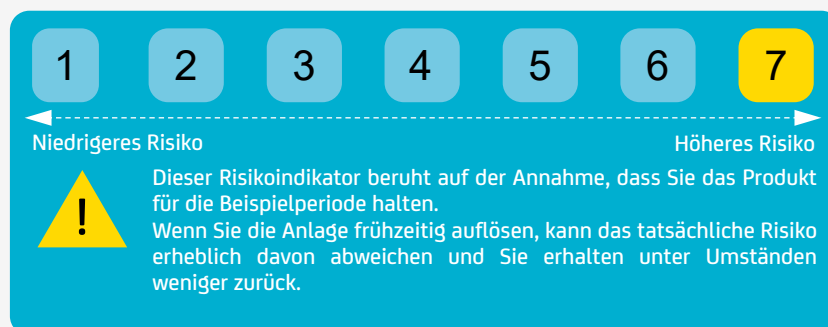 1 2 3 4 5 6 7
Niedrigeres Risiko Höheres Risiko
!
Dieser Risikoindikator beruht auf der Annahme, dass Sie das Produkt
für die Beispielperiode halten.
Wenn Sie die Anlage frühzeitig auflösen, kann das tatsächliche Risiko
erheblich davon abweichen und Sie erhalten unter Umständen
weniger zurück.